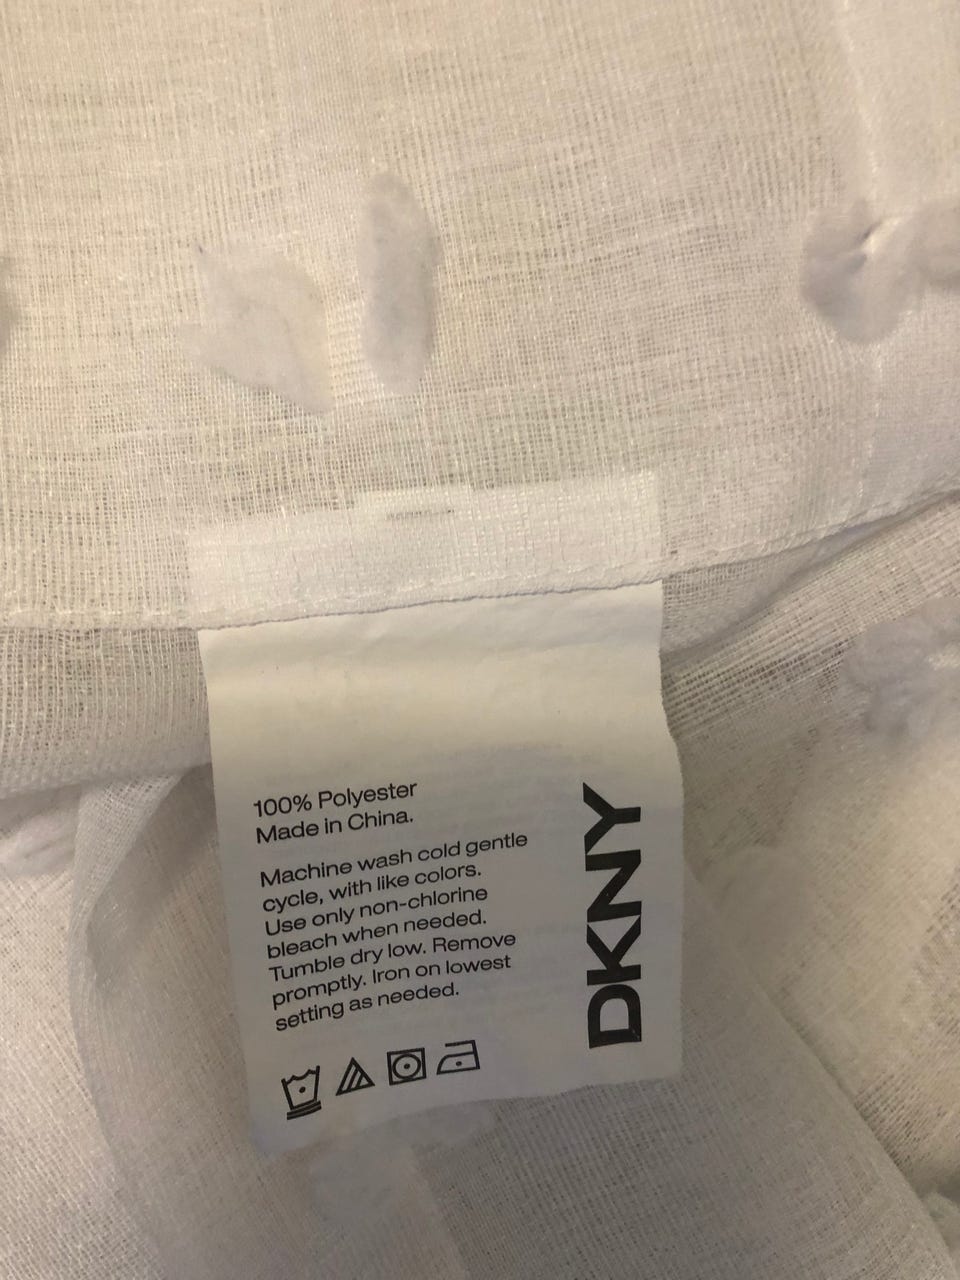 100% Polyester
Made in China.
Machine wash cold gentle
cycle, with like colors.
Use only non-chlorine
bleach when needed.
Tumble dry low. Remove
promptly. Iron on lowest
setting as needed.
DKNY